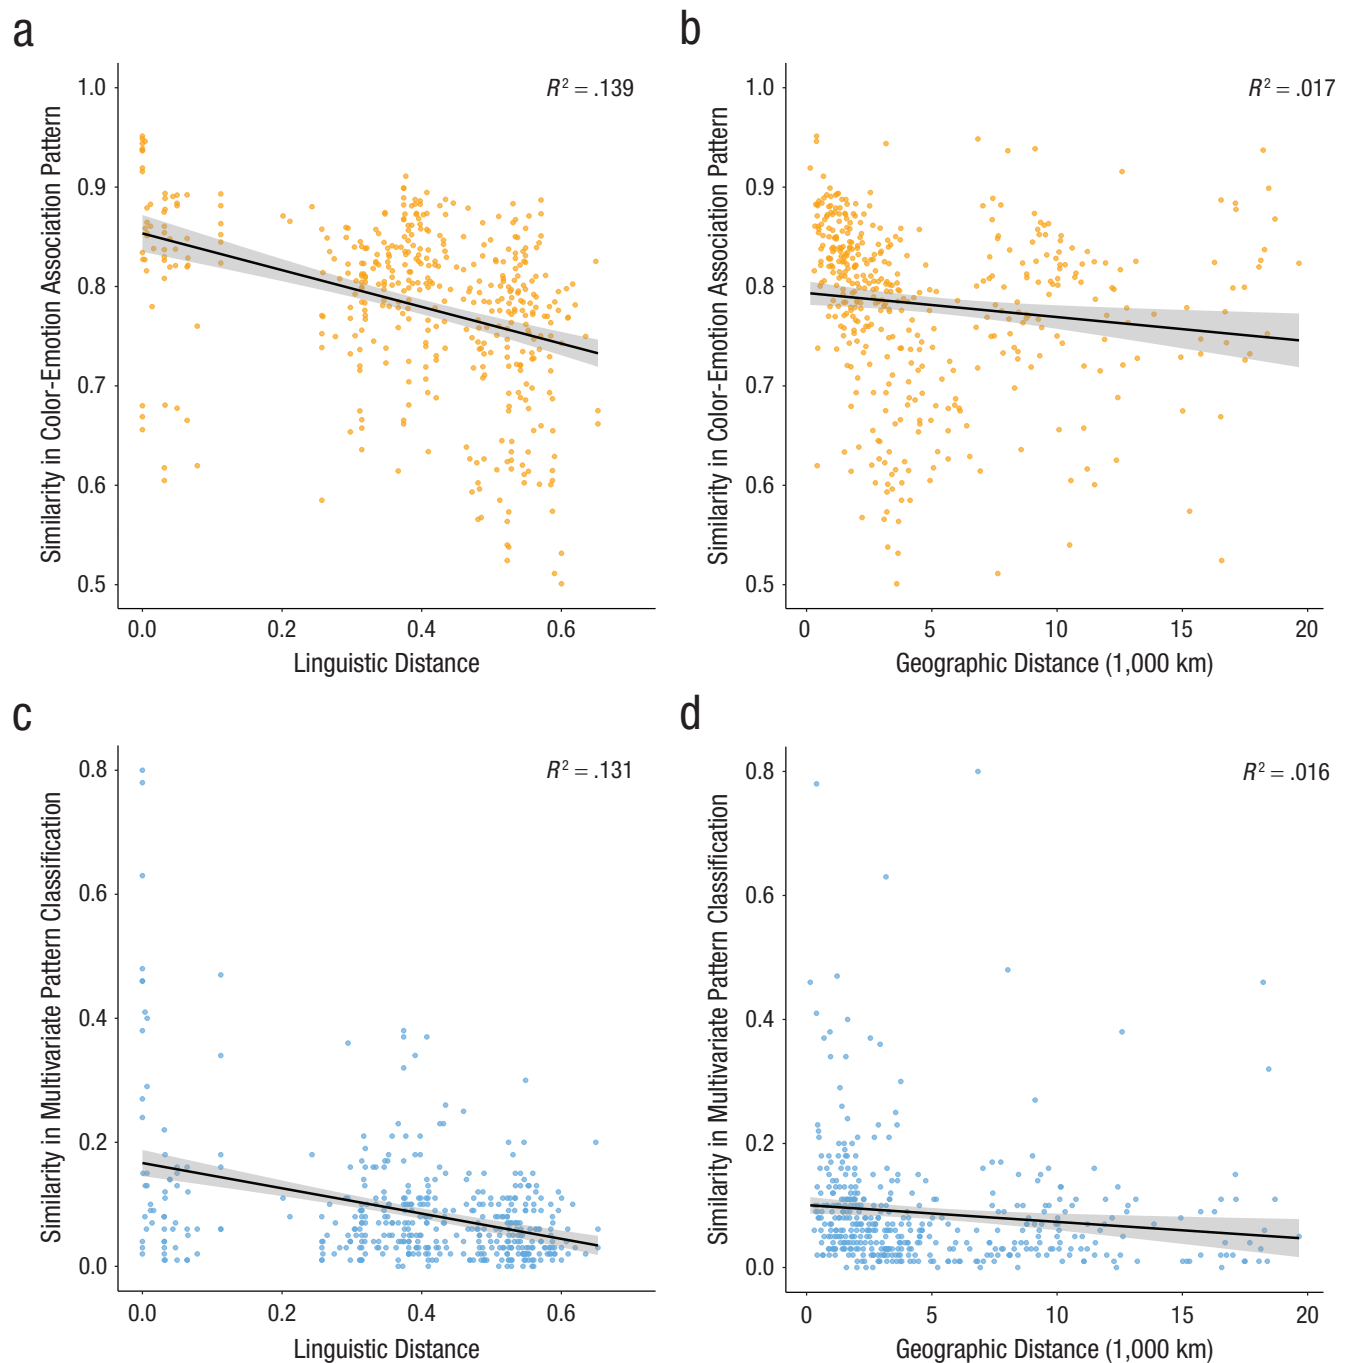 a
R² = .139
Similarity in Color-Emotion Association Pattern
1.0
0.9
0.8
0.7
0.6
0.5
0.0 0.2 0.4 0.6
Linguistic Distance
b
R² = .017
Similarity in Color-Emotion Association Pattern
1.0
0.9
0.8
0.7
0.6
0.5
0 5 10 15 20
Geographic Distance (1,000 km)
c
R² = .131
Similarity in Multivariate Pattern Classification
0.8
0.6
0.4
0.2
0.0
0.0 0.2 0.4 0.6
Linguistic Distance
d
R² = .016
Similarity in Multivariate Pattern Classification
0.8
0.6
0.4
0.2
0.0
0 5 10 15 20
Geographic Distance (1,000 km)